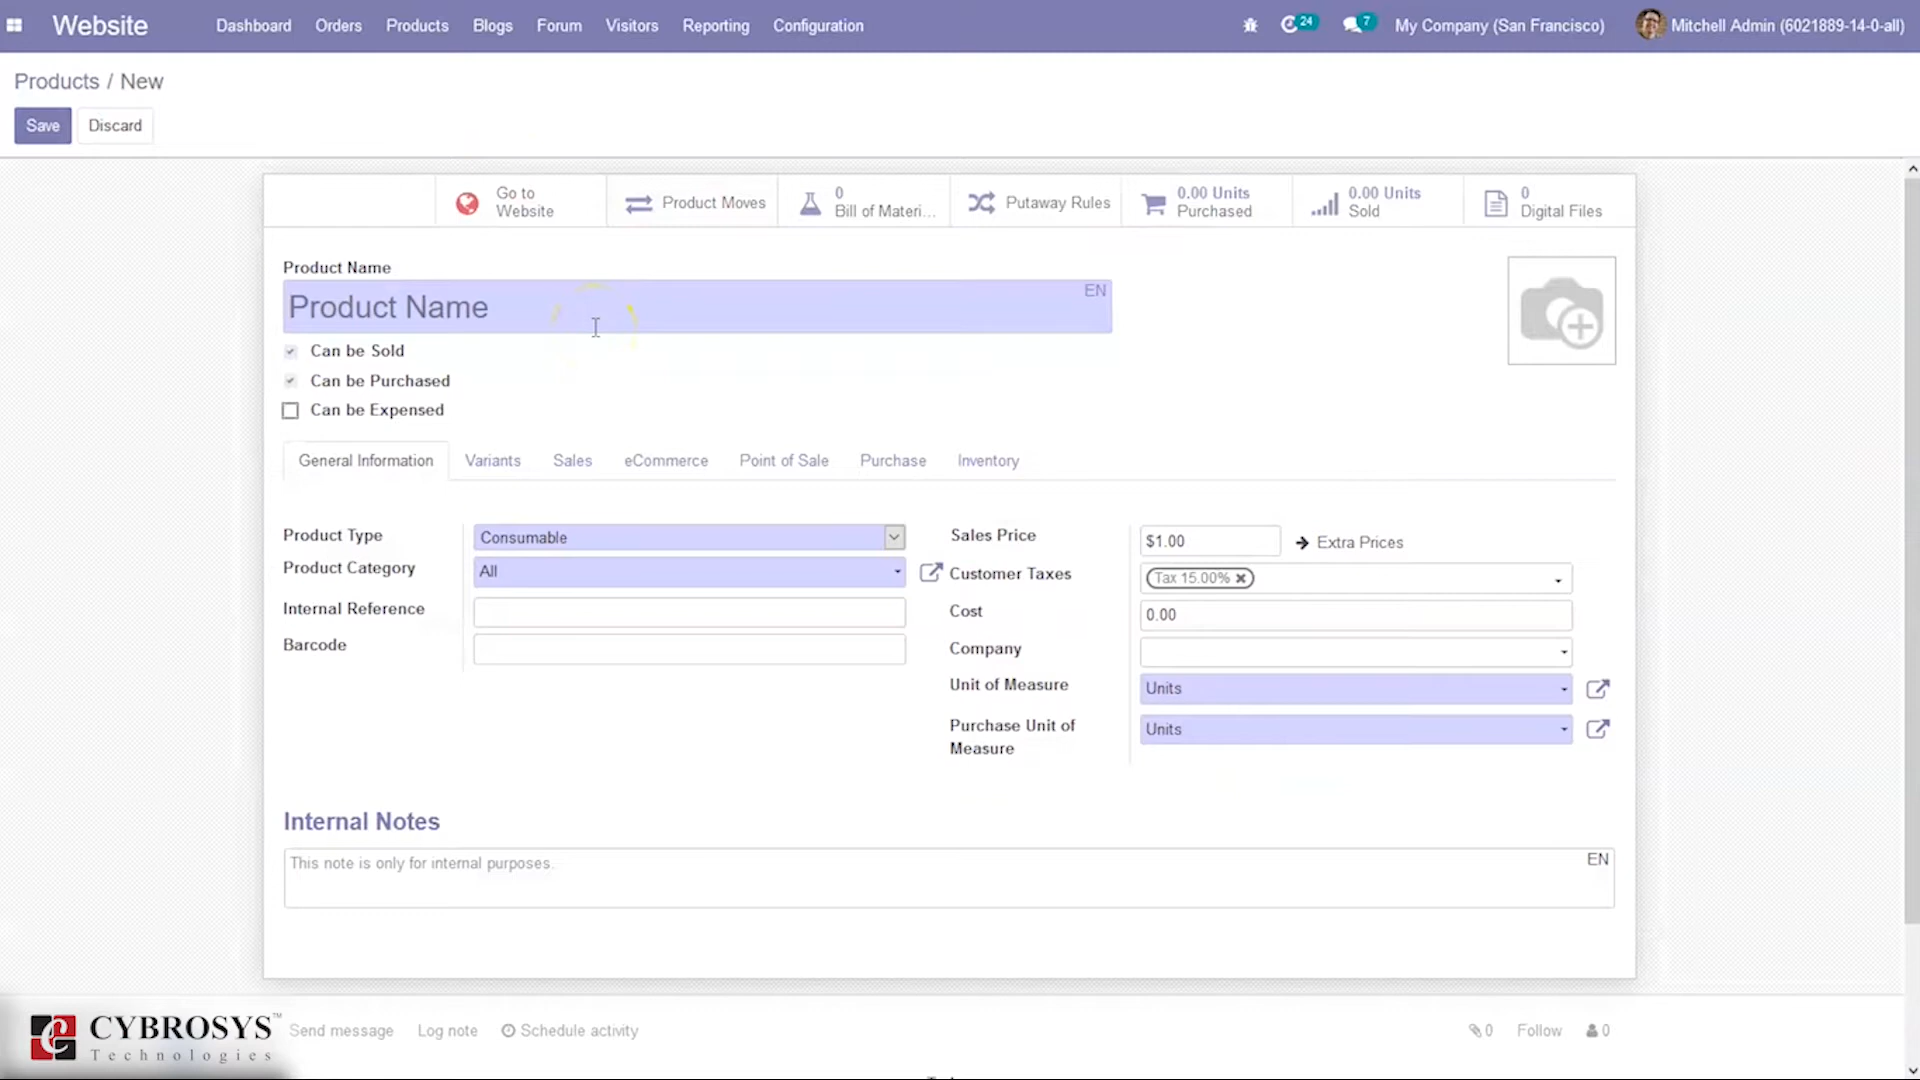 Website Dashboard Orders Products Blogs Forum Visitors Reporting Configuration 24 7 My Company (San Francisco) Mitchell Admin (6021889-14-0-all)
Products / New
Save Discard
Go to Website
Product Moves
0 Bill of Materi...
Putaway Rules
0.00 Units Purchased
0.00 Units Sold
0 Digital Files
Product Name
Product Name EN
Can be Sold
Can be Purchased
Can be Expensed
General Information Variants Sales eCommerce Point of Sale Purchase Inventory
Product Type Consumable
Product Category All
Internal Reference
Barcode
Sales Price $1.00 Extra Prices
Customer Taxes Tax 15.00%
Cost 0.00
Company
Unit of Measure Units
Purchase Unit of Measure Units
Internal Notes
This note is only for internal purposes. EN
CYBROSYS™
Technologies
Send message Log note Schedule activity 0 Follow 0